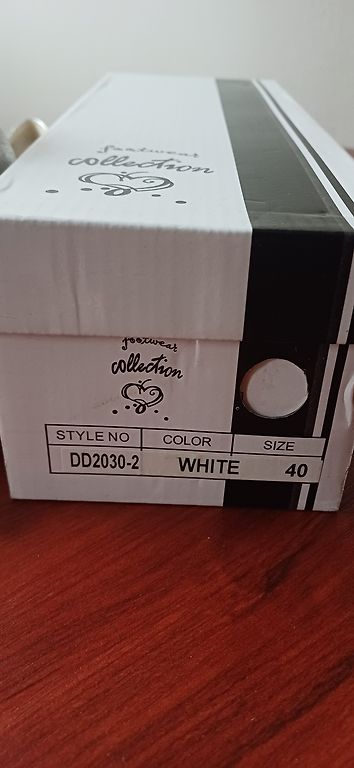 footwear
collection
footwear
collection
STYLE NO COLOR SIZE
DD2030-2 WHITE 40